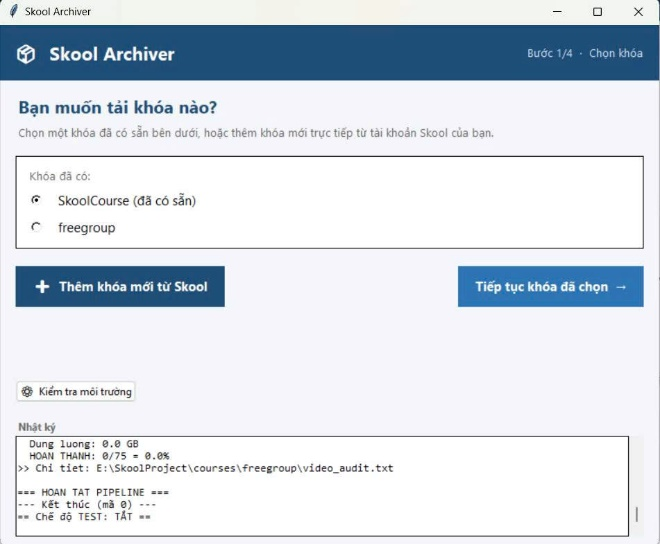 Skool Archiver
Skool Archiver
Bước 1/4 · Chọn khóa
Bạn muốn tải khóa nào?
Chọn một khóa đã có sẵn bên dưới, hoặc thêm khóa mới trực tiếp từ tài khoản Skool của bạn.
Khóa đã có:
SkoolCourse (đã có sẵn)
freegroup
Thêm khóa mới từ Skool
Tiếp tục khóa đã chọn →
Kiểm tra môi trường
Nhật ký
Dung luong: 0.0 GB
HOAN THANH: 0/75 = 0.0%
>> Chi tiet: E:\SkoolProject\courses\freegroup\video_audit.txt
=== HOAN TAT PIPELINE ===
--- Kết thúc (mã 0) ---
== Chế độ TEST: TẮT ==